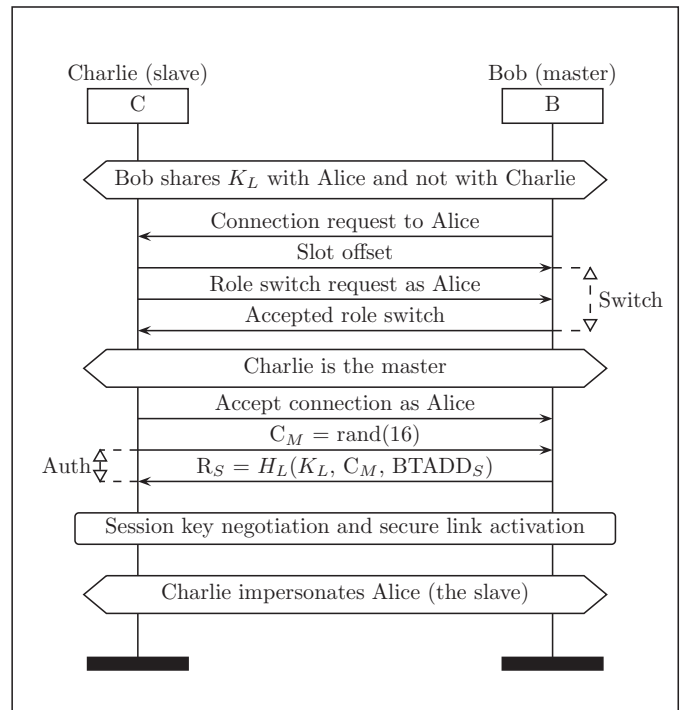 Charlie (slave)
Bob (master)
C
B
Bob shares K_L with Alice and not with Charlie
Connection request to Alice
Slot offset
Role switch request as Alice
Switch
Accepted role switch
Charlie is the master
Accept connection as Alice
C_M = rand(16)
Auth
R_S = H_L(K_L, C_M, BTADD_S)
Session key negotiation and secure link activation
Charlie impersonates Alice (the slave)